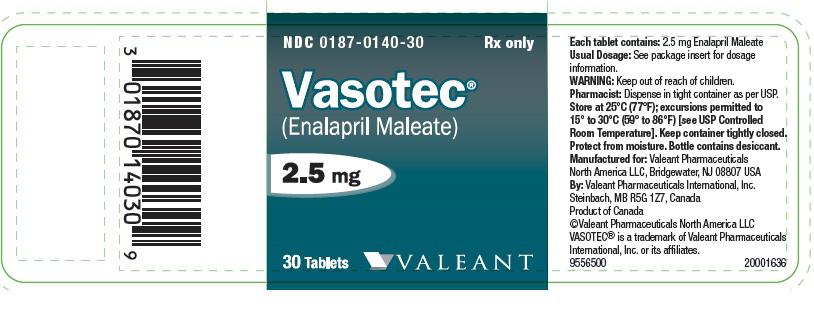 3 01870 14030 9
NDC 0187-0140-30 Rx only
Vasotec®
(Enalapril Maleate)
2.5 mg
30 Tablets VALEANT
Each tablet contains: 2.5 mg Enalapril Maleate
Usual Dosage: See package insert for dosage
information.
WARNING: Keep out of reach of children.
Pharmacist: Dispense in tight container as per USP.
Store at 25°C (77°F); excursions permitted to
15° to 30°C (59° to 86°F) [see USP Controlled
Room Temperature]. Keep container tightly closed.
Protect from moisture. Bottle contains desiccant.
Manufactured for: Valeant Pharmaceuticals
North America LLC, Bridgewater, NJ 08807 USA
By: Valeant Pharmaceuticals International, Inc.
Steinbach, MB R5G 1Z7, Canada
Product of Canada
©Valeant Pharmaceuticals North America LLC
VASOTEC® is a trademark of Valeant Pharmaceuticals
International, Inc. or its affiliates.
9556500 20001636